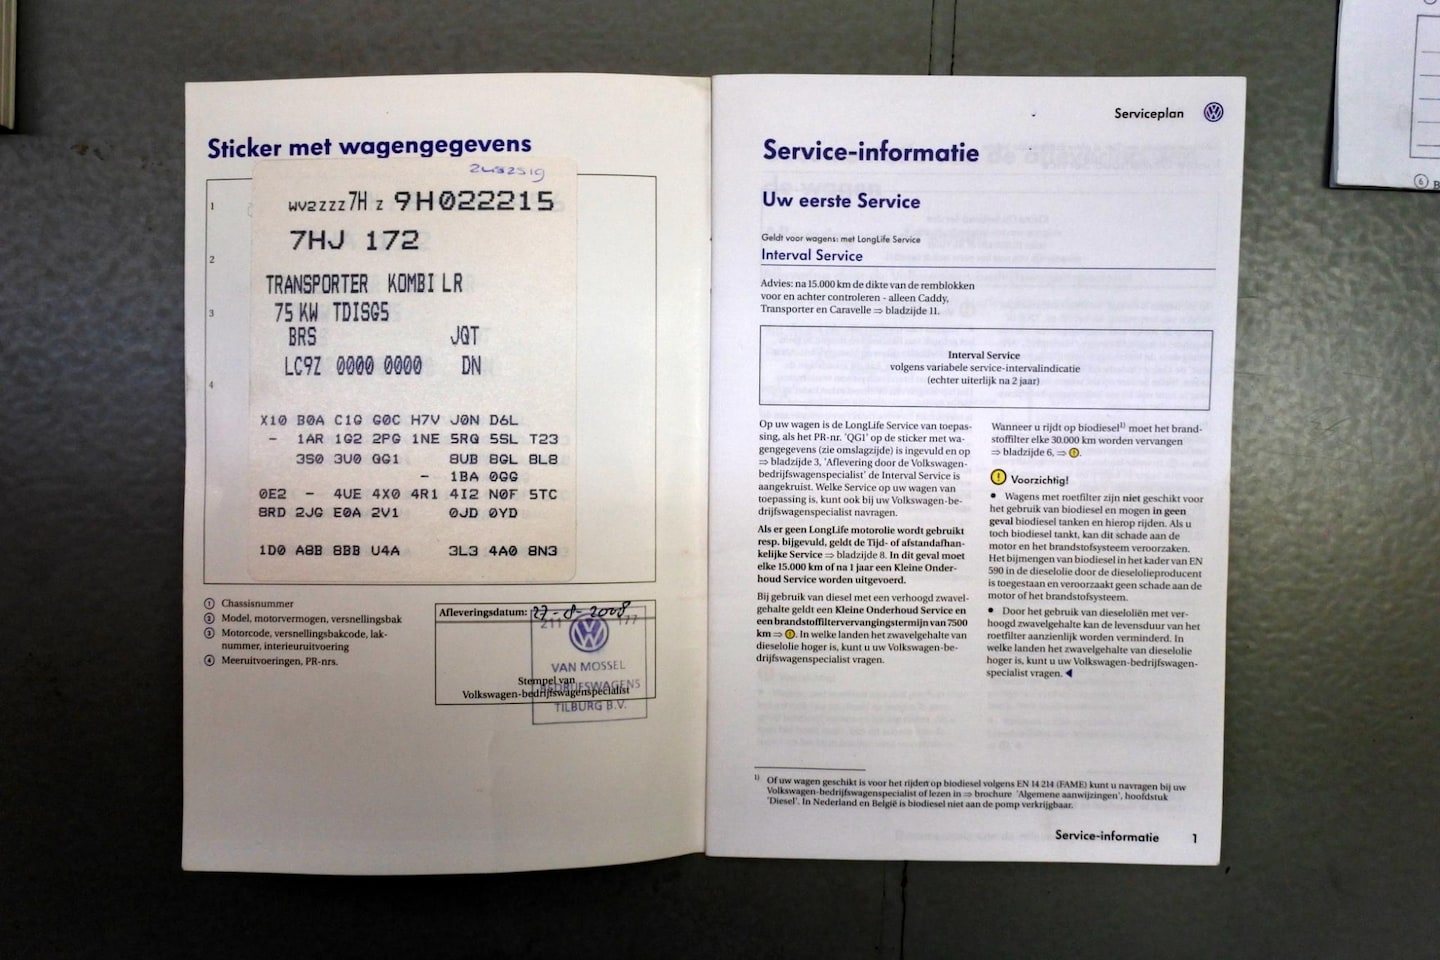 Sticker met wagengegevens
1
WV2ZZZ7H Z 9H022215
7HJ 172
2
TRANSPORTER KOMBI LR
3
75 KW TDI5G5
BRS JQT
LC9Z 0000 0000 DN
4
X10 B0A C1G G0C H7V J0N D6L
- 1AR 1G2 2PG 1NE 5RQ 5SL T23
3S0 3U0 QG1 8UB 8GL 8L8
- 1BA 0GG
0E2 - 4UE 4X0 4R1 4I2 N0F 5TC
8RD 2JG E0A 2V1 0JD 0YD
1D0 A8B 8BB U4A 3L3 4A0 8N3
1 Chassisnummer
2 Model, motorvermogen, versnellingsbak
3 Motorcode, versnellingsbakcode, lak-
nummer, interieuruitvoering
4 Meeruitvoeringen, PR-nrs.
Afleveringsdatum: 27-8-2008
211 177
VAN MOSSEL
BEDRIJFSWAGENS
TILBURG B.V.
Stempel van
Volkswagen-bedrijfswagenspecialist
Serviceplan
Service-informatie
Uw eerste Service
Geldt voor wagens: met LongLife Service
Interval Service
Advies: na 15.000 km de dikte van de remblokken
voor en achter controleren - alleen Caddy,
Transporter en Caravelle ⇒ bladzijde 11.
Interval Service
volgens variabele service-intervalindicatie
(echter uiterlijk na 2 jaar)
Op uw wagen is de LongLife Service van toepas-
sing, als het PR-nr. 'QG1' op de sticker met wa-
gengegevens (zie omslagzijde) is ingevuld en op
⇒ bladzijde 3, 'Aflevering door de Volkswagen-
bedrijfswagenspecialist' de Interval Service is
aangekruist. Welke Service op uw wagen van
toepassing is, kunt ook bij uw Volkswagen-be-
drijfswagenspecialist navragen.
Als er geen LongLife motorolie wordt gebruikt
resp. bijgevuld, geldt de Tijd- of afstandafhan-
kelijke Service ⇒ bladzijde 8. In dit geval moet
elke 15.000 km of na 1 jaar een Kleine Onder-
houd Service worden uitgevoerd.
Bij gebruik van diesel met een verhoogd zwavel-
gehalte geldt een Kleine Onderhoud Service en
een brandstoffiltervervangingstermijn van 7500
km ⇒ !. In welke landen het zwavelgehalte van
dieselolie hoger is, kunt u uw Volkswagen-be-
drijfswagenspecialist vragen.
Wanneer u rijdt op biodiesel1) moet het brand-
stoffilter elke 30.000 km worden vervangen
⇒ bladzijde 6, ⇒ !.
! Voorzichtig!
• Wagens met roetfilter zijn niet geschikt voor
het gebruik van biodiesel en mogen in geen
geval biodiesel tanken en hierop rijden. Als u
toch biodiesel tankt, kan dit schade aan de
motor en het brandstofsysteem veroorzaken.
Het bijmengen van biodiesel in het kader van EN
590 in de dieselolie door de dieselolieproducent
is toegestaan en veroorzaakt geen schade aan de
motor of het brandstofsysteem.
• Door het gebruik van dieseloliën met ver-
hoogd zwavelgehalte kan de levensduur van het
roetfilter aanzienlijk worden verminderd. In
welke landen het zwavelgehalte van dieselolie
hoger is, kunt u uw Volkswagen-bedrijfswagen-
specialist vragen. ◀
1) Of uw wagen geschikt is voor het rijden op biodiesel volgens EN 14 214 (FAME) kunt u navragen bij uw
Volkswagen-bedrijfswagenspecialist of lezen in ⇒ brochure 'Algemene aanwijzingen', hoofdstuk
'Diesel'. In Nederland en België is biodiesel niet aan de pomp verkrijgbaar.
Service-informatie 1
6 B